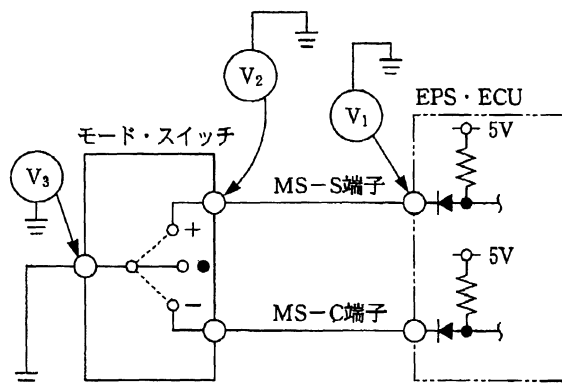 V2
V1
EPS・ECU
5V
モード・スイッチ
V3
MS-S端子
+
●
5V
−
MS-C端子